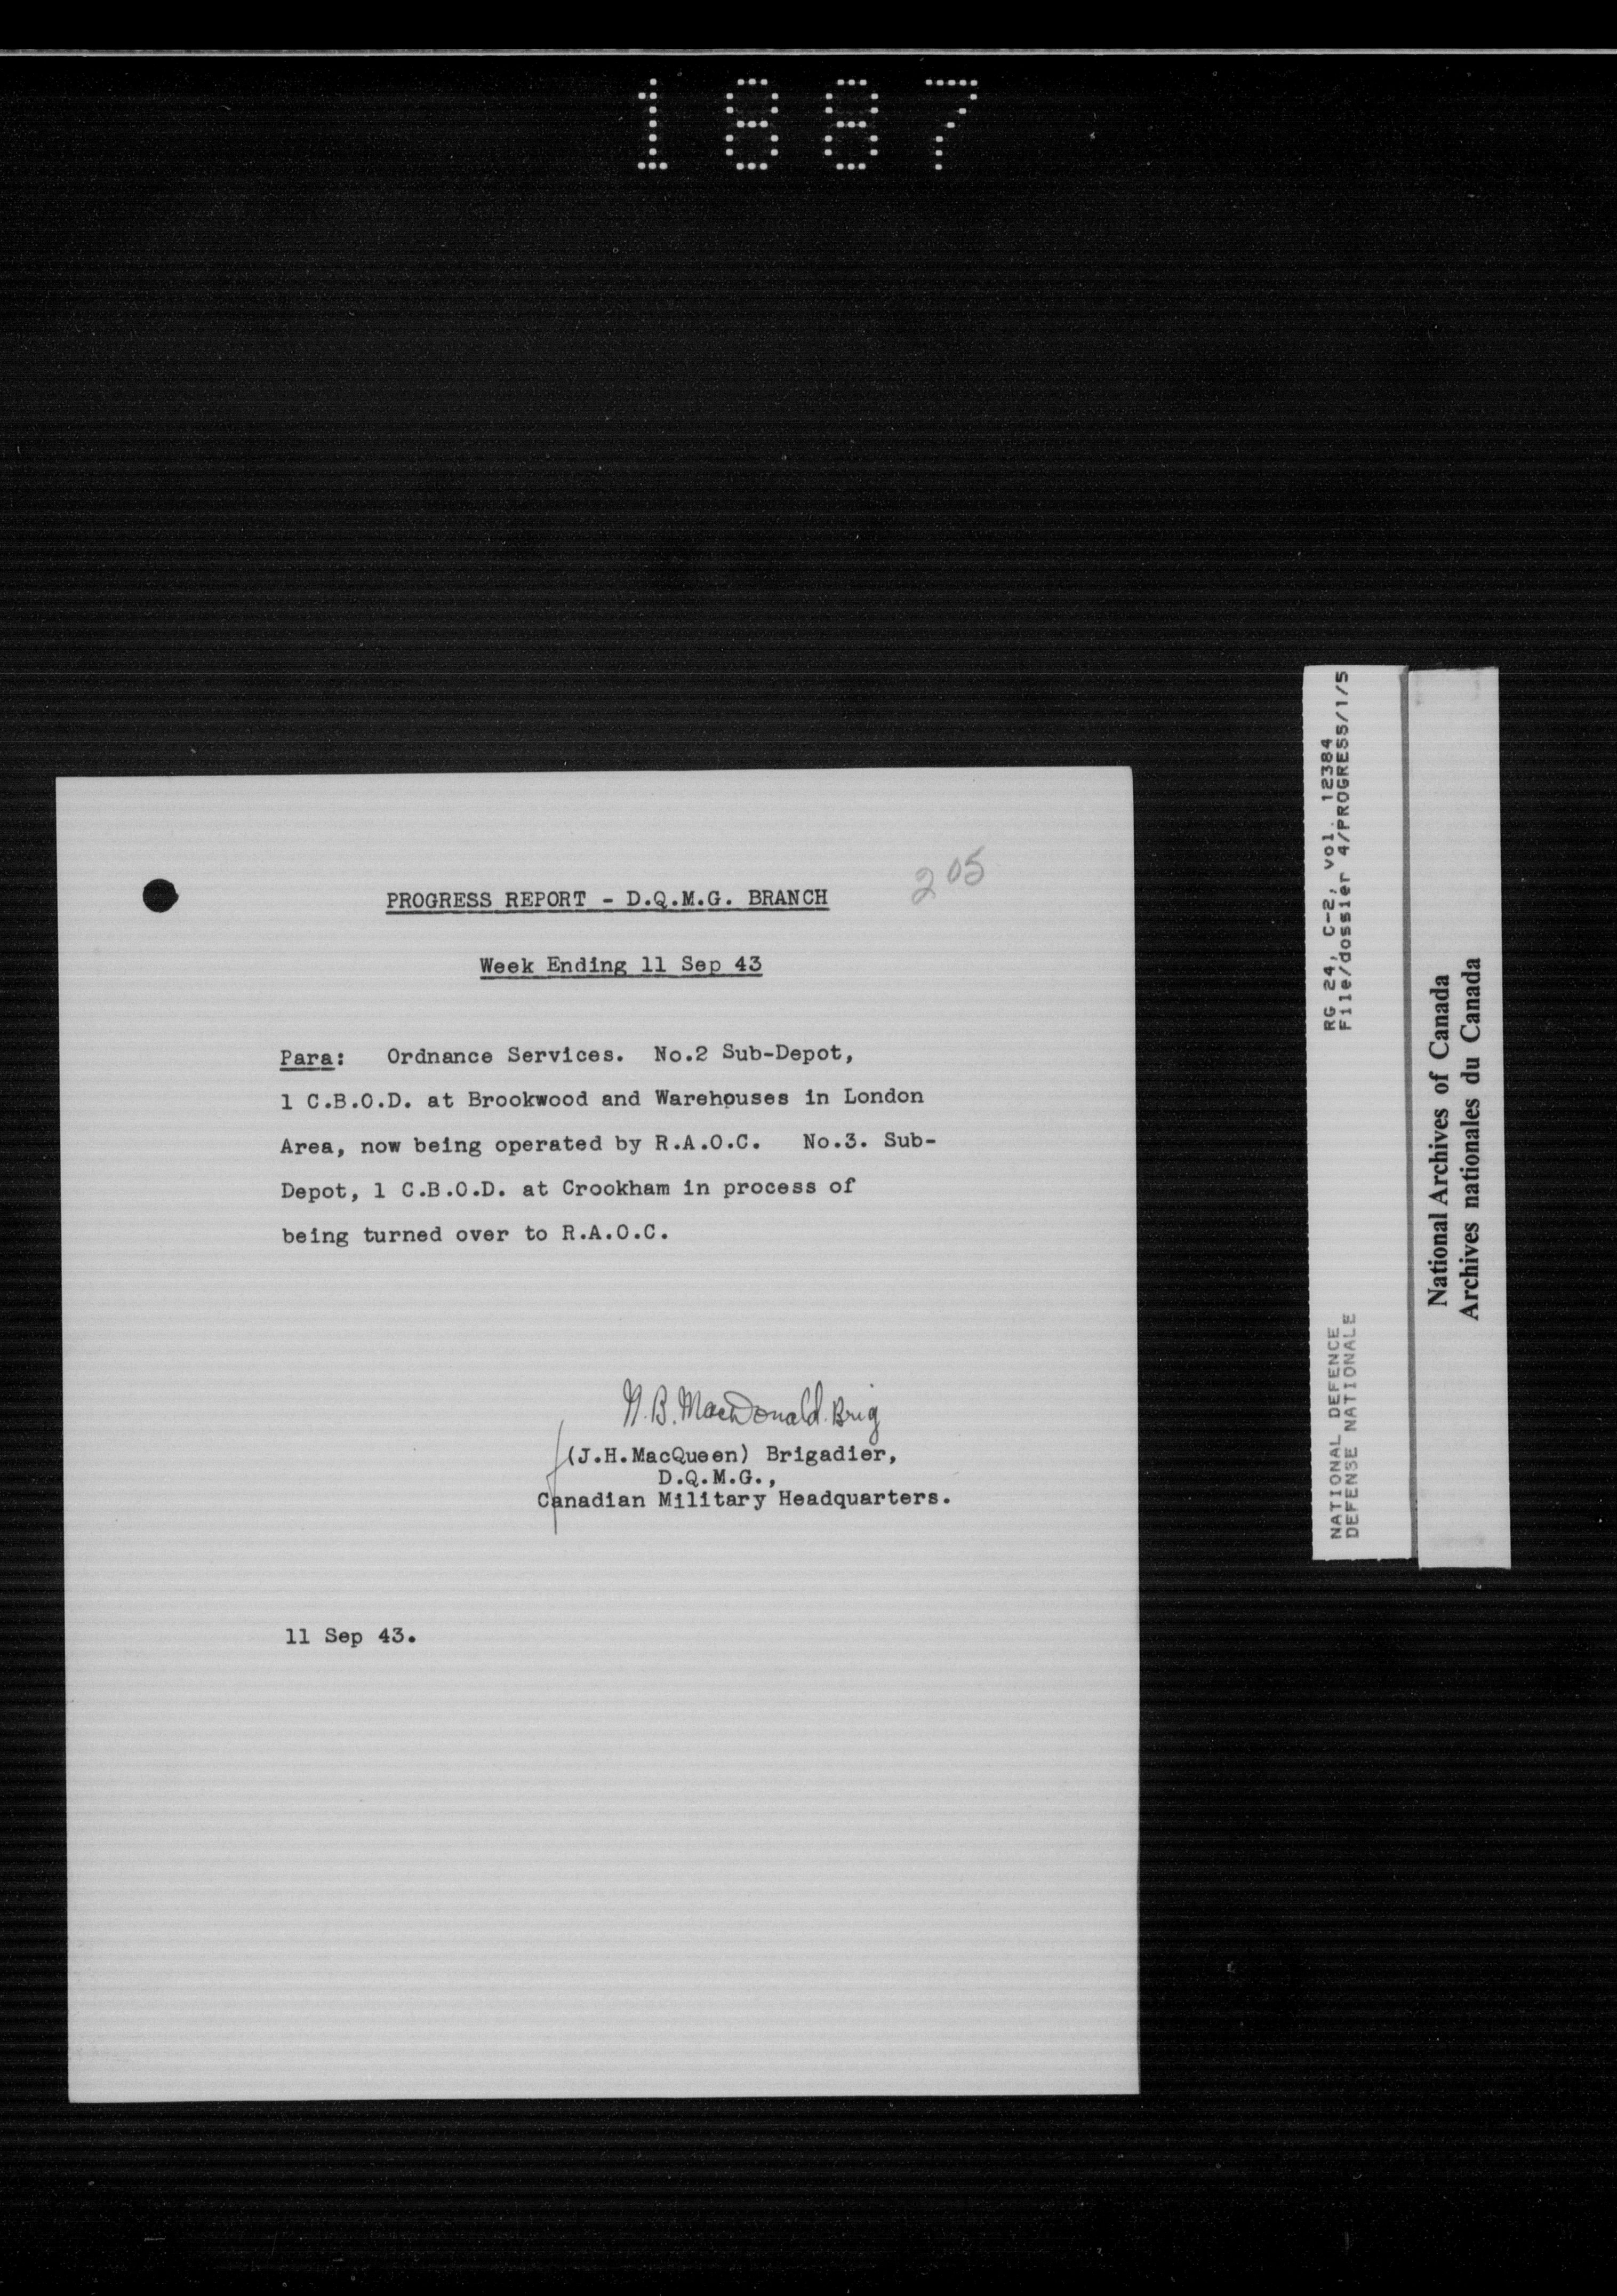 1887
205
PROGRESS REPORT - D.Q.M.G. BRANCH
Week Ending 11 Sep 43
Para: Ordnance Services. No.2 Sub-Depot,
1 C.B.O.D. at Brookwood and Warehouses in London
Area, now being operated by R.A.O.C. No.3. Sub-
Depot, 1 C.B.O.D. at Crookham in process of
being turned over to R.A.O.C.
B. MacDonald Brig
(J.H.MacQueen) Brigadier,
D.Q.M.G.,
Canadian Military Headquarters.
11 Sep 43.
RG 24, C-2, vol. 12384
File/dossier 4/PROGRESS/1/5
NATIONAL DEFENCE
DEFENSE NATIONALE
National Archives of Canada
Archives nationales du Canada